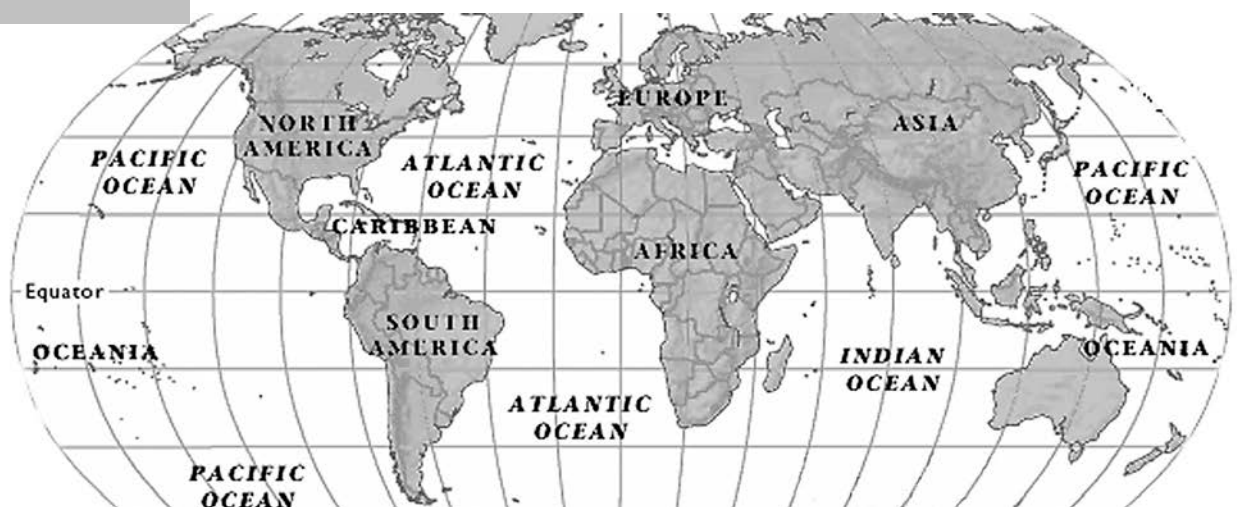 EUROPE
NORTH
AMERICA
ASIA
PACIFIC
OCEAN
ATLANTIC
OCEAN
PACIFIC
OCEAN
CARIBBEAN
AFRICA
Equator
SOUTH
AMERICA
OCEANIA
INDIAN
OCEAN
OCEANIA
ATLANTIC
OCEAN
PACIFIC
OCEAN